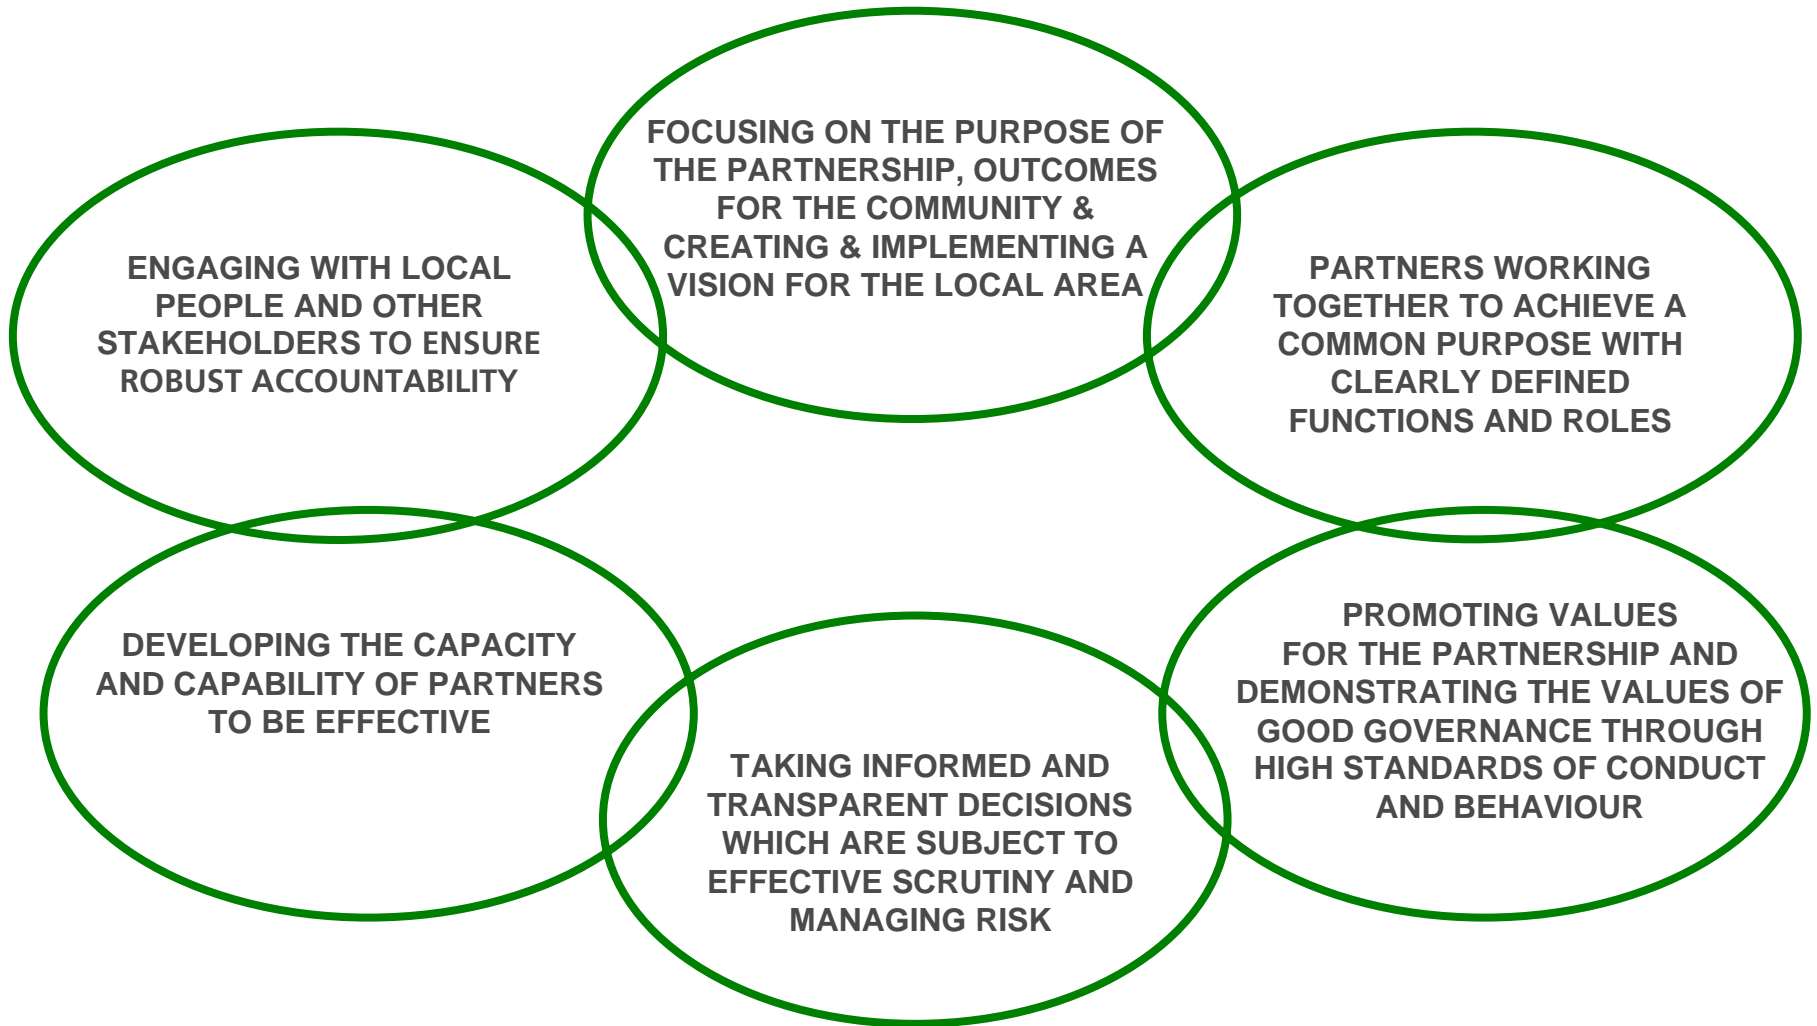 FOCUSING ON THE PURPOSE OF
THE PARTNERSHIP, OUTCOMES
FOR THE COMMUNITY &
CREATING & IMPLEMENTING A
VISION FOR THE LOCAL AREA
ENGAGING WITH LOCAL
PEOPLE AND OTHER
STAKEHOLDERS TO ENSURE
ROBUST ACCOUNTABILITY
PARTNERS WORKING
TOGETHER TO ACHIEVE A
COMMON PURPOSE WITH
CLEARLY DEFINED
FUNCTIONS AND ROLES
DEVELOPING THE CAPACITY
AND CAPABILITY OF PARTNERS
TO BE EFFECTIVE
TAKING INFORMED AND
TRANSPARENT DECISIONS
WHICH ARE SUBJECT TO
EFFECTIVE SCRUTINY AND
MANAGING RISK
PROMOTING VALUES
FOR THE PARTNERSHIP AND
DEMONSTRATING THE VALUES OF
GOOD GOVERNANCE THROUGH
HIGH STANDARDS OF CONDUCT
AND BEHAVIOUR